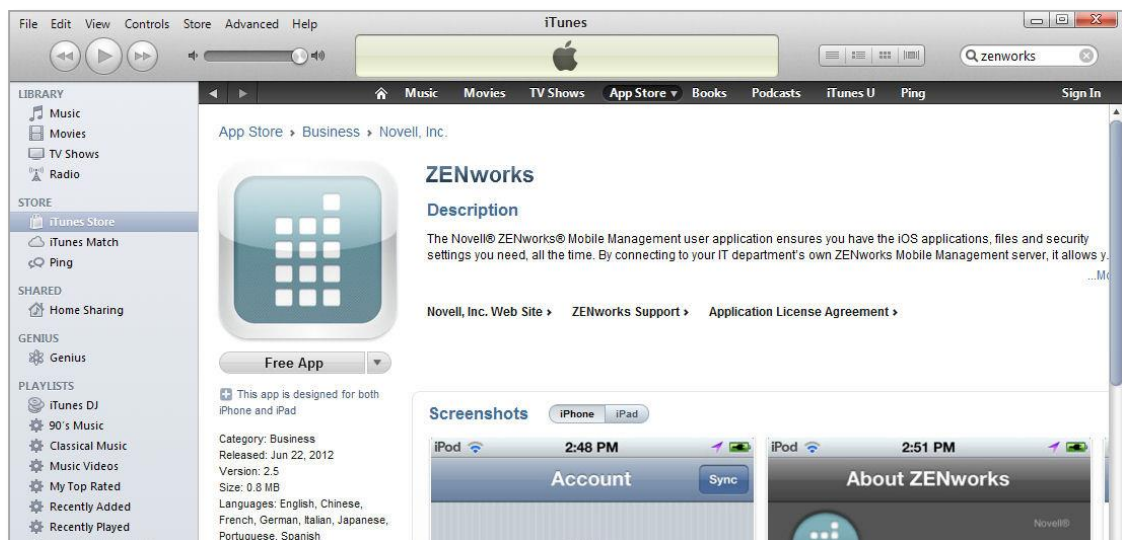 File Edit View Controls Store Advanced Help
iTunes
zenworks
LIBRARY
Music
Movies
TV Shows
Radio
STORE
iTunes Store
iTunes Match
Ping
SHARED
Home Sharing
GENIUS
Genius
PLAYLISTS
iTunes DJ
90's Music
Classical Music
Music Videos
My Top Rated
Recently Added
Recently Played
Music Movies TV Shows App Store Books Podcasts iTunes U Ping Sign In
App Store › Business › Novell, Inc.
ZENworks
Description
The Novell® ZENworks® Mobile Management user application ensures you have the iOS applications, files and security
settings you need, all the time. By connecting to your IT department's own ZENworks Mobile Management server, it allows y..
...Mo
Novell, Inc. Web Site › ZENworks Support › Application License Agreement ›
Free App
This app is designed for both
iPhone and iPad
Category: Business
Released: Jun 22, 2012
Version: 2.5
Size: 0.8 MB
Languages: English, Chinese,
French, German, Italian, Japanese,
Portuguese, Spanish
Screenshots iPhone iPad
iPod 2:48 PM
Account Sync
iPod 2:51 PM
About ZENworks
Novell®